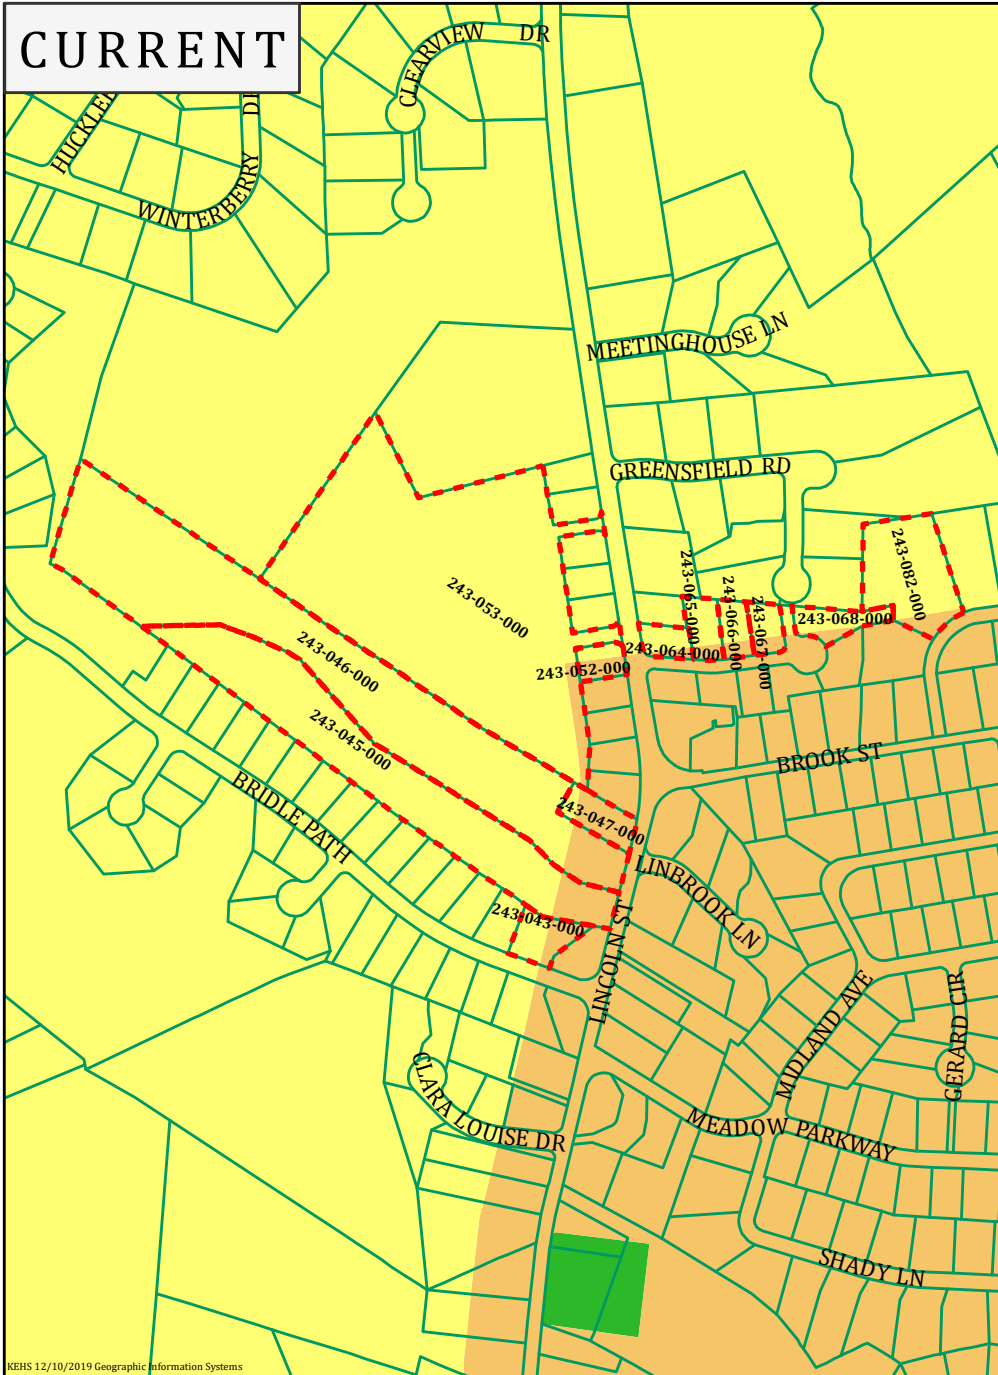 CURRENT
CLEARVIEW DR
WINTERBERRY
MEETINGHOUSE LN
GREENSFIELD RD
243-082-000
243-065-000
243-066-000
243-067-000
243-068-000
243-053-000
243-064-000
243-052-000
243-046-000
243-045-000
BROOK ST
BRIDLE PATH
243-047-000
LINBROOK LN
243-043-000
LINCOLN ST
MIDLAND AVE
GERARD CIR
CLARA LOUISE DR
MEADOW PARKWAY
SHADY LN
KEHS 12/10/2019 Geographic Information Systems